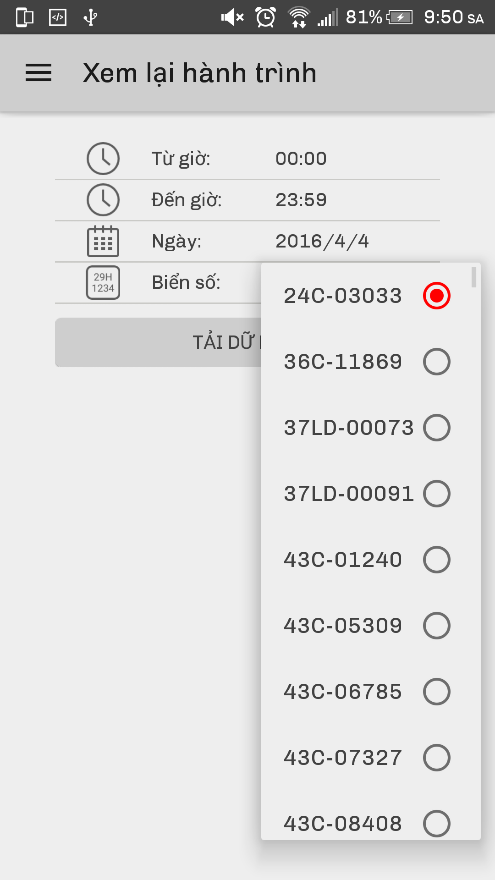 81% 9:50 SA
Xem lại hành trình
Từ giờ: 00:00
Đến giờ: 23:59
Ngày: 2016/4/4
29H
1234
Biển số:
TẢI DỮ
24C-03033
36C-11869
37LD-00073
37LD-00091
43C-01240
43C-05309
43C-06785
43C-07327
43C-08408